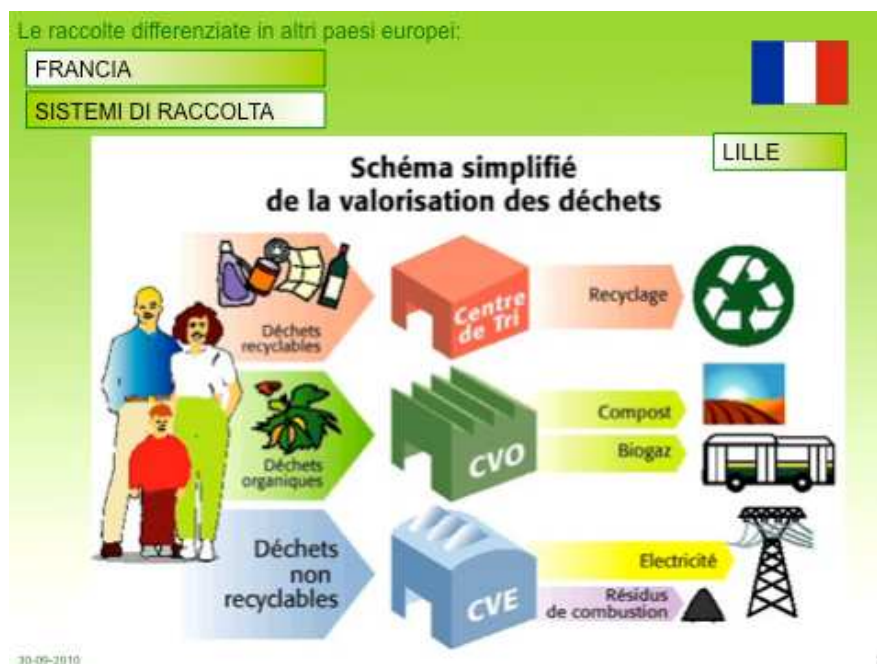 Le raccolte differenziate in altri paesi europei:
FRANCIA
SISTEMI DI RACCOLTA
LILLE
Schéma simplifié
de la valorisation des déchets
Déchets
recyclables
Centre
de Tri
Recyclage
Déchets
organiques
CVO
Compost
Biogaz
Déchets
non
recyclables
CVE
Electricité
Résidus
de combustion
30-09-2010